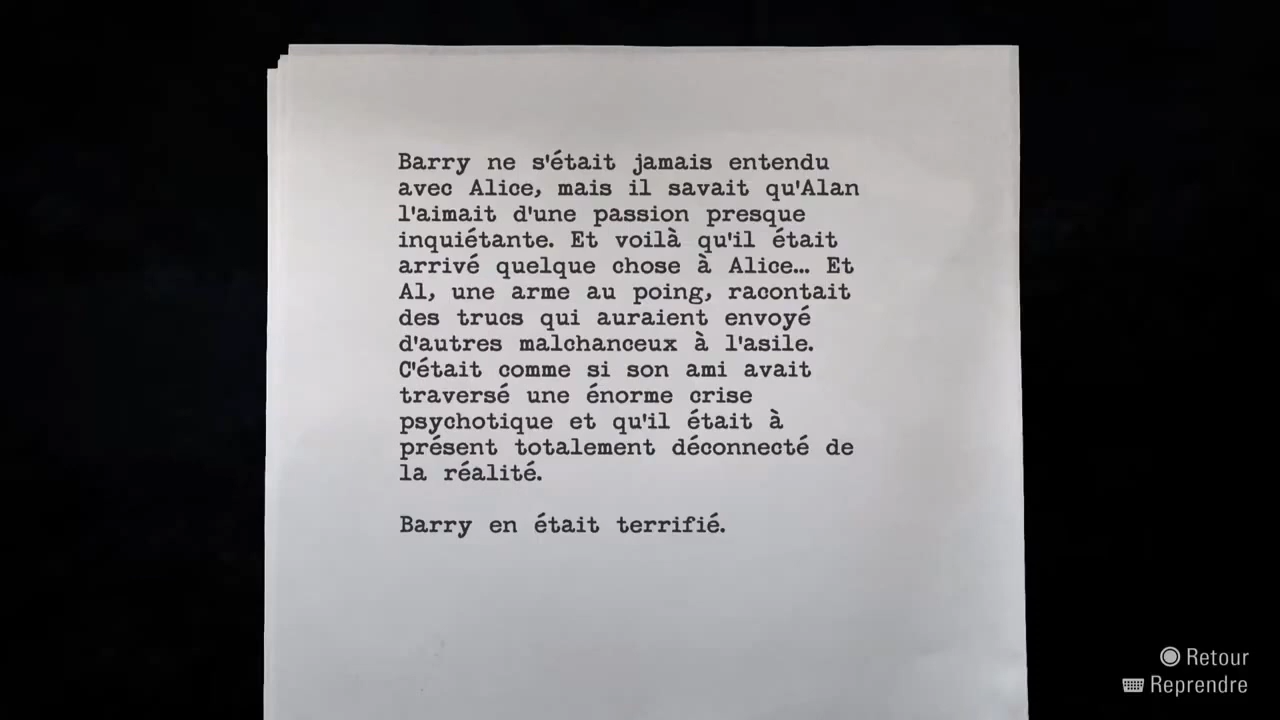 Barry ne s'était jamais entendu
avec Alice, mais il savait qu'Alan
l'aimait d'une passion presque
inquiétante. Et voilà qu'il était
arrivé quelque chose à Alice... Et
Al, une arme au poing, racontait
des trucs qui auraient envoyé
d'autres malchanceux à l'asile.
C'était comme si son ami avait
traversé une énorme crise
psychotique et qu'il était à
présent totalement déconnecté de
la réalité.

Barry en était terrifié.

Retour
Reprendre